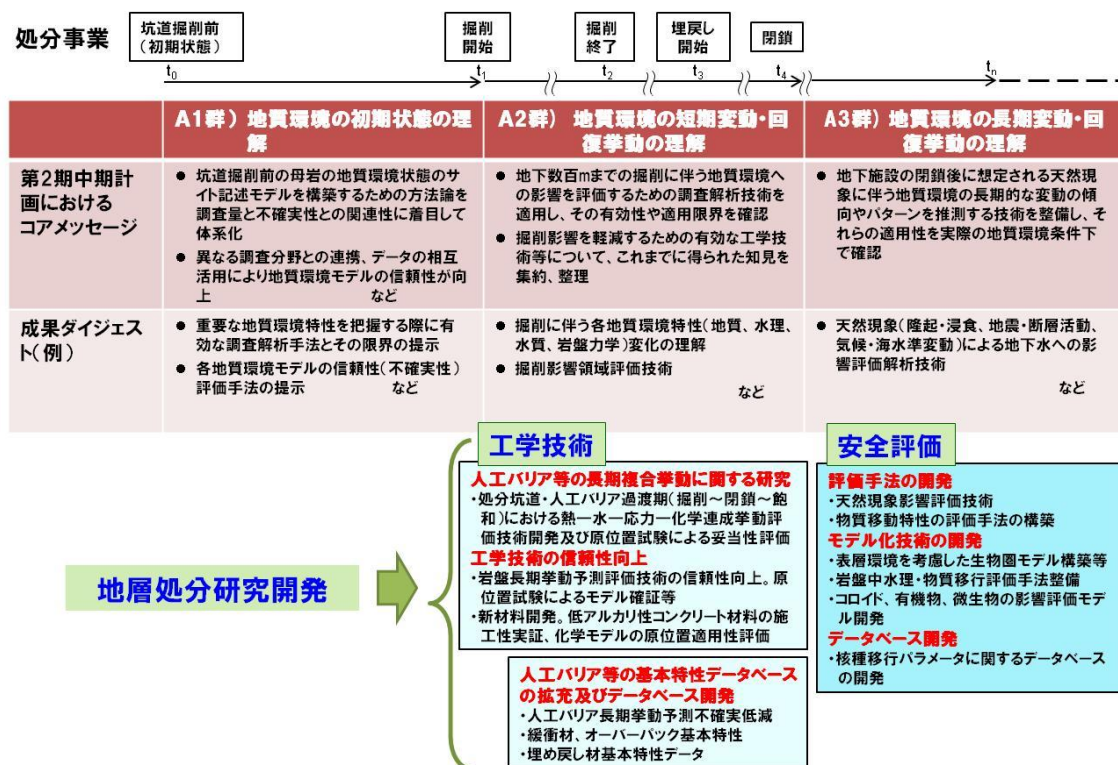 処分事業
坑道掘削前
(初期状態)
掘削
開始
掘削
終了
埋戻し
開始
閉鎖
t0
t1
t2
t3
t4
tn
A1群) 地質環境の初期状態の理
解
A2群) 地質環境の短期変動・回
復挙動の理解
A3群) 地質環境の長期変動・回
復挙動の理解
第2期中期計
画における
コアメッセージ
● 坑道掘削前の母岩の地質環境状態のサ
イト記述モデルを構築するための方法論を
調査量と不確実性との関連性に着目して
体系化
● 異なる調査分野との連携、データの相互
活用により地質環境モデルの信頼性が向
上 など
● 地下数百mまでの掘削に伴う地質環境へ
の影響を評価するための調査解析技術を
適用し、その有効性や適用限界を確認
● 掘削影響を軽減するための有効な工学技
術等について、これまでに得られた知見を
集約、整理
● 地下施設の閉鎖後に想定される天然現
象に伴う地質環境の長期的な変動の傾
向やパターンを推測する技術を整備し、そ
れらの適用性を実際の地質環境条件下
で確認
成果ダイジェス
ト(例)
● 重要な地質環境特性を把握する際に有
効な調査解析手法とその限界の提示
● 各地質環境モデルの信頼性(不確実性)
評価手法の提示 など
● 掘削に伴う各地質環境特性(地質、水理、
水質、岩盤力学)変化の理解
● 掘削影響領域評価技術
など
● 天然現象(隆起・浸食、地震・断層活動、
気候・海水準変動)による地下水への影
響評価解析技術
など
地層処分研究開発
工学技術
人工バリア等の長期複合挙動に関する研究
・処分坑道・人工バリア過渡期(掘削～閉鎖～飽
和)における熱－水－応力－化学連成挙動評
価技術開発及び原位置試験による妥当性評価
工学技術の信頼性向上
・岩盤長期挙動予測評価技術の信頼性向上。原
位置試験によるモデル確証等
・新材料開発。低アルカリ性コンクリート材料の施
工性実証、化学モデルの原位置適用性評価
人工バリア等の基本特性データベース
の拡充及びデータベース開発
・人工バリア長期挙動予測不確実低減
・緩衝材、オーバーパック基本特性
・埋め戻し材基本特性データ
安全評価
評価手法の開発
・天然現象影響評価技術
・物質移動特性の評価手法の構築
モデル化技術の開発
・表層環境を考慮した生物圏モデル構築等
・岩盤中水理・物質移行評価手法整備
・コロイド、有機物、微生物の影響評価モデ
ル開発
データベース開発
・核種移行パラメータに関するデータベース
の開発